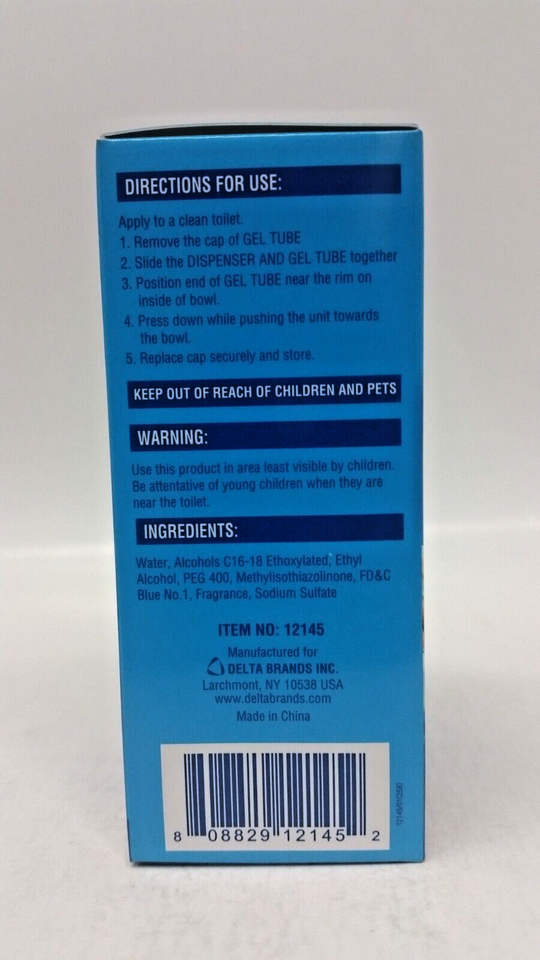 DIRECTIONS FOR USE:
Apply to a clean toilet.
1. Remove the cap of GEL TUBE
2. Slide the DISPENSER AND GEL TUBE together
3. Position end of GEL TUBE near the rim on
inside of bowl.
4. Press down while pushing the unit towards
the bowl.
5. Replace cap securely and store.
KEEP OUT OF REACH OF CHILDREN AND PETS
WARNING:
Use this product in area least visible by children.
Be attentative of young children when they are
near the toilet.
INGREDIENTS:
Water, Alcohols C16-18 Ethoxylated, Ethyl
Alcohol, PEG 400, Methylisothiazolinone, FD&C
Blue No.1, Fragrance, Sodium Sulfate
ITEM NO: 12145
Manufactured for
DELTA BRANDS INC.
Larchmont, NY 10538 USA
www.deltabrands.com
Made in China
8 08829 12145 2